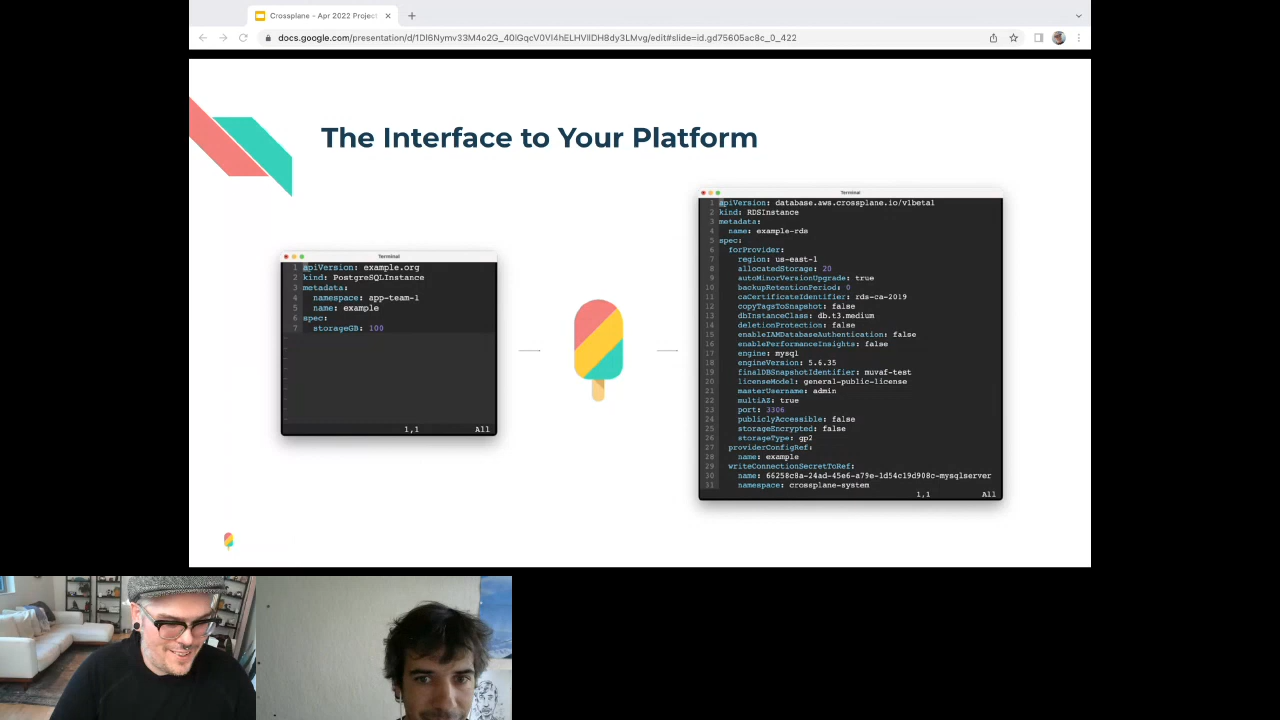 Crossplane - Apr 2022 Project
docs.google.com/presentation/d/1DI6Nymv33M4o2G_40lGqcV0Vl4hELHVllDH8dy3LMvg/edit#slide=id.gd75605ac8c_0_422
The Interface to Your Platform
Terminal
1 apiVersion: example.org
2 kind: PostgreSQLInstance
3 metadata:
4 namespace: app-team-1
5 name: example
6 spec:
7 storageGB: 100
1,1 All
Terminal
1 apiVersion: database.aws.crossplane.io/v1beta1
2 kind: RDSInstance
3 metadata:
4 name: example-rds
5 spec:
6 forProvider:
7 region: us-east-1
8 allocatedStorage: 20
9 autoMinorVersionUpgrade: true
10 backupRetentionPeriod: 0
11 caCertificateIdentifier: rds-ca-2019
12 copyTagsToSnapshot: false
13 dbInstanceClass: db.t3.medium
14 deletionProtection: false
15 enableIAMDatabaseAuthentication: false
16 enablePerformanceInsights: false
17 engine: mysql
18 engineVersion: 5.6.35
19 finalDBSnapshotIdentifier: muvaf-test
20 licenseModel: general-public-license
21 masterUsername: admin
22 multiAZ: true
23 port: 3306
24 publiclyAccessible: false
25 storageEncrypted: false
26 storageType: gp2
27 providerConfigRef:
28 name: example
29 writeConnectionSecretToRef:
30 name: 66258c8a-24ad-45e6-a79e-1d54c19d908c-mysqlserver
31 namespace: crossplane-system
1,1 All